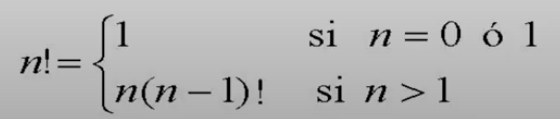 n! = { 1 si n = 0 ó 1
n(n − 1)! si n > 1